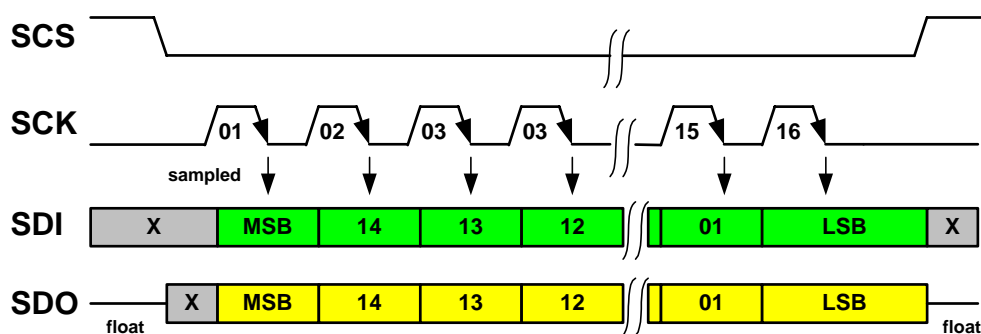 SCS
SCK 01 02 03 03 15 16
sampled
SDI X MSB 14 13 12 01 LSB X
SDO X MSB 14 13 12 01 LSB
float float